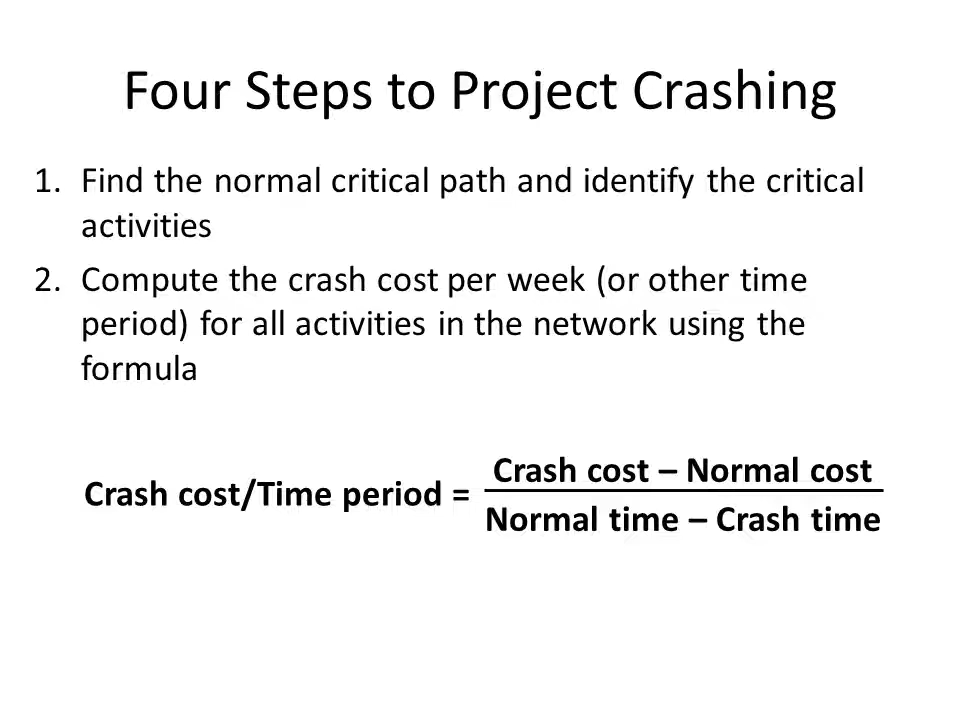 Four Steps to Project Crashing
1. Find the normal critical path and identify the critical
activities
2. Compute the crash cost per week (or other time
period) for all activities in the network using the
formula
Crash cost – Normal cost
Crash cost/Time period =
Normal time – Crash time